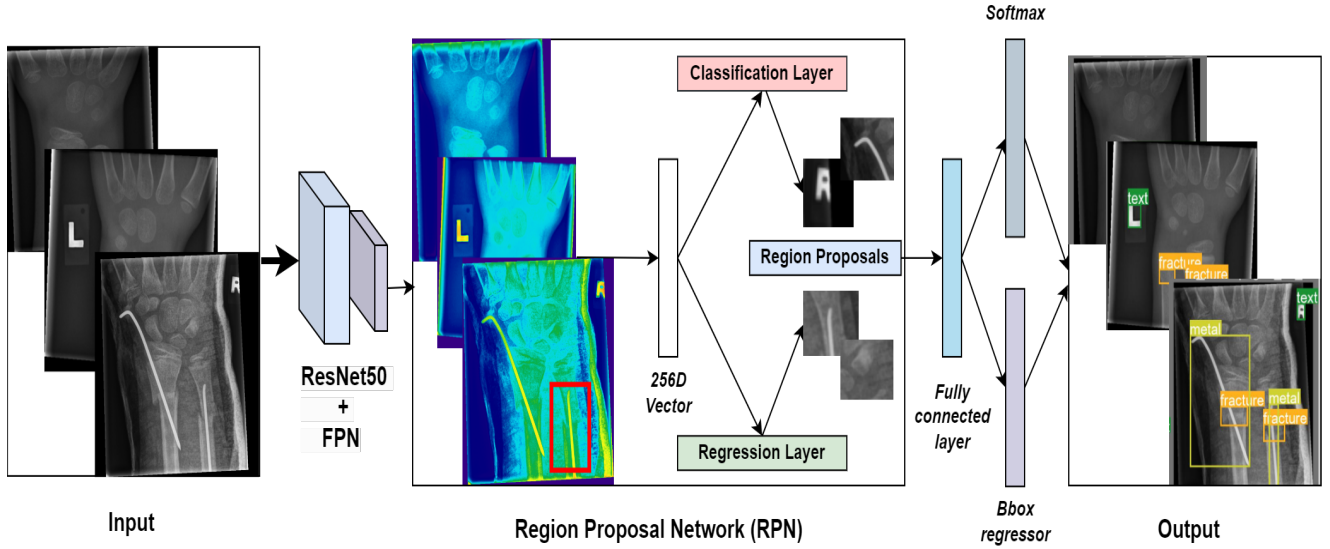 Softmax
Classification Layer
L
A
L
A
A
Region Proposals
ResNet50
+
FPN
256D
Vector
Regression Layer
Fully
connected
layer
Bbox
regressor
text
L
fracture
fracture
text
A
metal
fracture
metal
fracture
Input
Region Proposal Network (RPN)
Output